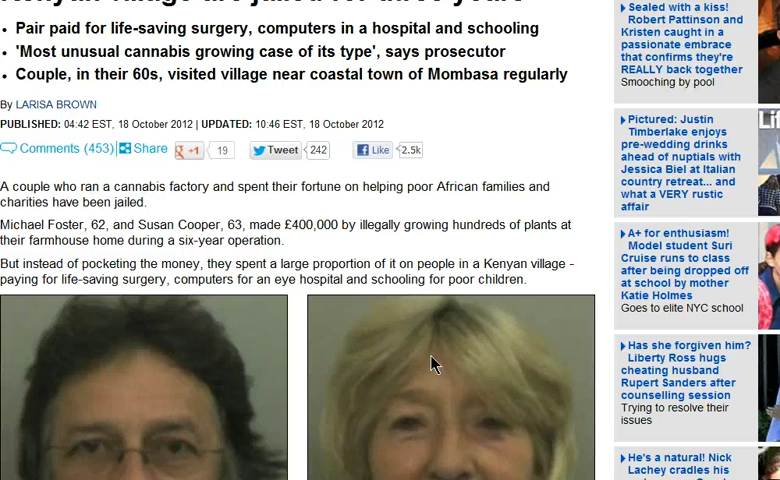 Pair paid for life-saving surgery, computers in a hospital and schooling
'Most unusual cannabis growing case of its type', says prosecutor
Couple, in their 60s, visited village near coastal town of Mombasa regularly
By LARISA BROWN
PUBLISHED: 04:42 EST, 18 October 2012 | UPDATED: 10:46 EST, 18 October 2012
Comments (453) Share +1 19 Tweet 242 Like 2.5k
A couple who ran a cannabis factory and spent their fortune on helping poor African families and
charities have been jailed.
Michael Foster, 62, and Susan Cooper, 63, made £400,000 by illegally growing hundreds of plants at
their farmhouse home during a six-year operation.
But instead of pocketing the money, they spent a large proportion of it on people in a Kenyan village -
paying for life-saving surgery, computers for an eye hospital and schooling for poor children.
Sealed with a kiss!
Robert Pattinson and
Kristen caught in a
passionate embrace
that confirms they're
REALLY back together
Smooching by pool
Pictured: Justin
Timberlake enjoys
pre-wedding drinks
ahead of nuptials with
Jessica Biel at Italian
country retreat... and
what a VERY rustic
affair
A+ for enthusiasm!
Model student Suri
Cruise runs to class
after being dropped off
at school by mother
Katie Holmes
Goes to elite NYC school
Has she forgiven him?
Liberty Ross hugs
cheating husband
Rupert Sanders after
counselling session
Trying to resolve their
issues
He's a natural! Nick
Lachey cradles his